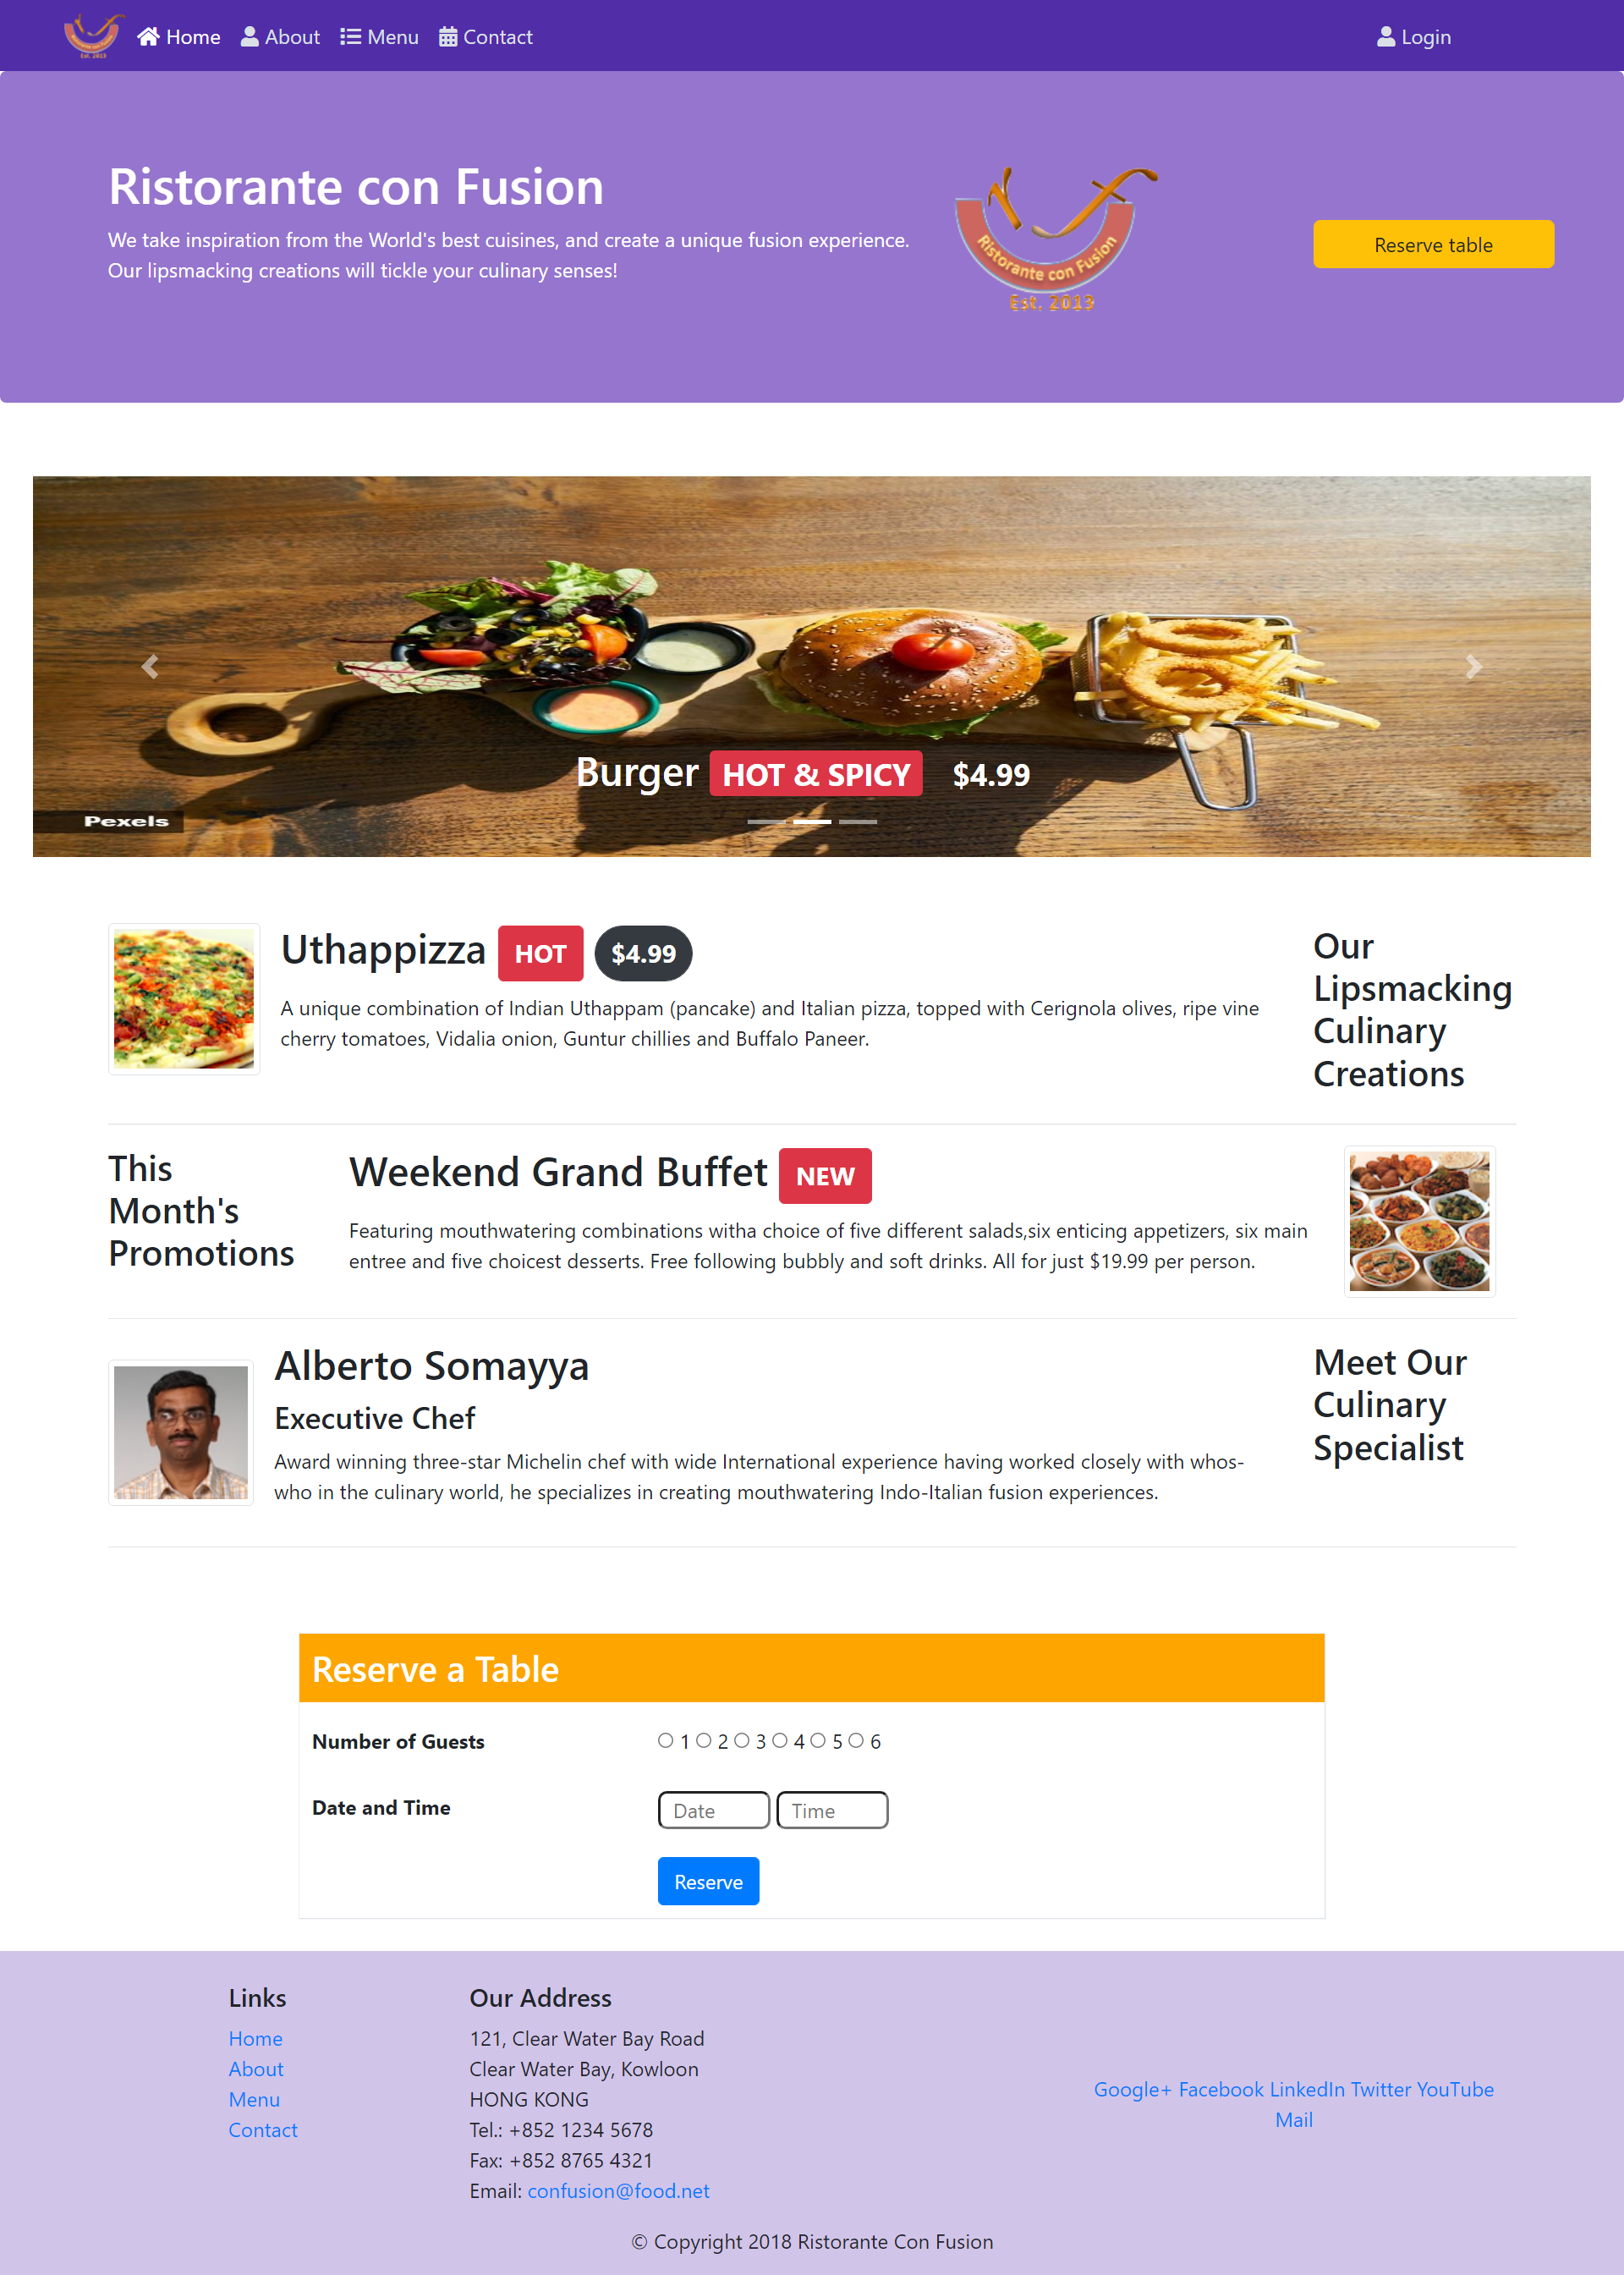 Ristorante con Fusion
Est. 2013
Home About Menu Contact Login
Ristorante con Fusion
We take inspiration from the World's best cuisines, and create a unique fusion experience.
Our lipsmacking creations will tickle your culinary senses!
Ristorante con Fusion
Est. 2013
Reserve table
Burger HOT & SPICY $4.99
Pexels
Uthappizza HOT $4.99
A unique combination of Indian Uthappam (pancake) and Italian pizza, topped with Cerignola olives, ripe vine
cherry tomatoes, Vidalia onion, Guntur chillies and Buffalo Paneer.
Our
Lipsmacking
Culinary
Creations
This
Month's
Promotions
Weekend Grand Buffet NEW
Featuring mouthwatering combinations witha choice of five different salads,six enticing appetizers, six main
entree and five choicest desserts. Free following bubbly and soft drinks. All for just $19.99 per person.
Alberto Somayya
Executive Chef
Award winning three-star Michelin chef with wide International experience having worked closely with whos-
who in the culinary world, he specializes in creating mouthwatering Indo-Italian fusion experiences.
Meet Our
Culinary
Specialist
Reserve a Table
Number of Guests 1 2 3 4 5 6
Date and Time Date Time
Reserve
Links
Home
About
Menu
Contact
Our Address
121, Clear Water Bay Road
Clear Water Bay, Kowloon
HONG KONG
Tel.: +852 1234 5678
Fax: +852 8765 4321
Email: confusion@food.net
Google+ Facebook LinkedIn Twitter YouTube
Mail
© Copyright 2018 Ristorante Con Fusion